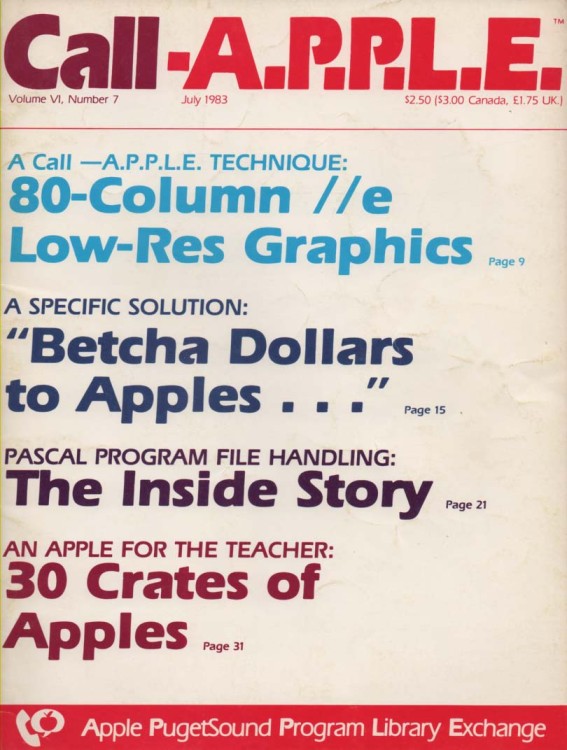 Call-A.P.P.L.E.™
Volume VI, Number 7 July 1983 $2.50 ($3.00 Canada, £1.75 UK.)
A Call —A.P.P.L.E. TECHNIQUE:
80-Column //e
Low-Res Graphics Page 9
A SPECIFIC SOLUTION:
“Betcha Dollars
to Apples . . .” Page 15
PASCAL PROGRAM FILE HANDLING:
The Inside Story Page 21
AN APPLE FOR THE TEACHER:
30 Crates of
Apples Page 31
Apple PugetSound Program Library Exchange